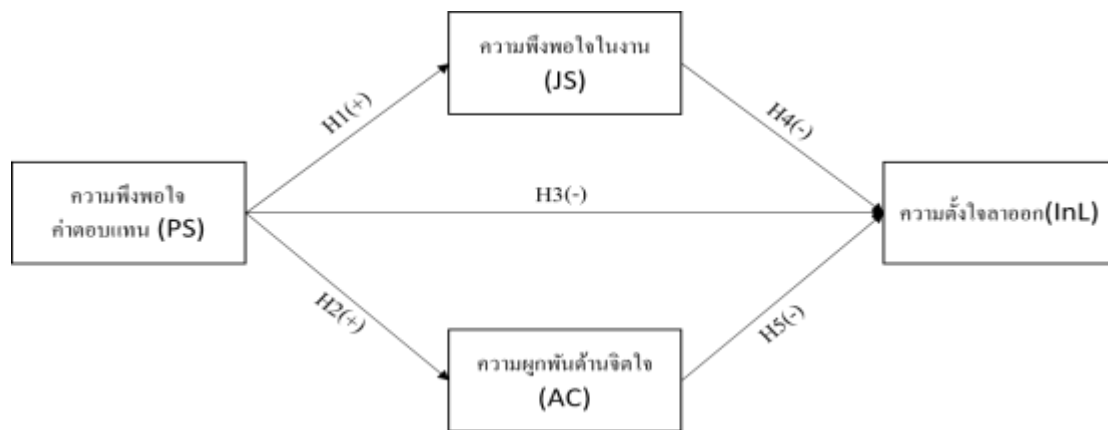 ความพึงพอใจในงาน
(JS)
H1(+)
H4(-)
ความพึงพอใจ
ค่าตอบแทน (PS)
H3(-)
ความตั้งใจลาออก(InL)
H2(+)
H5(-)
ความผูกพันด้านจิตใจ
(AC)